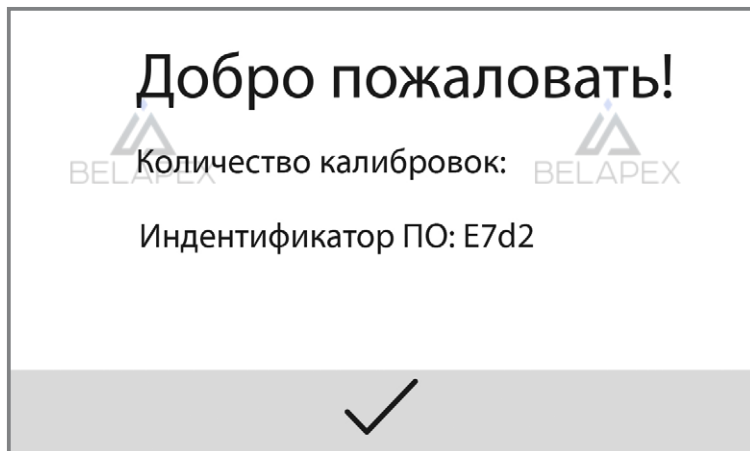 Добро пожаловать!
Количество калибровок:
BELAPEX
BELAPEX
Индентификатор ПО: E7d2